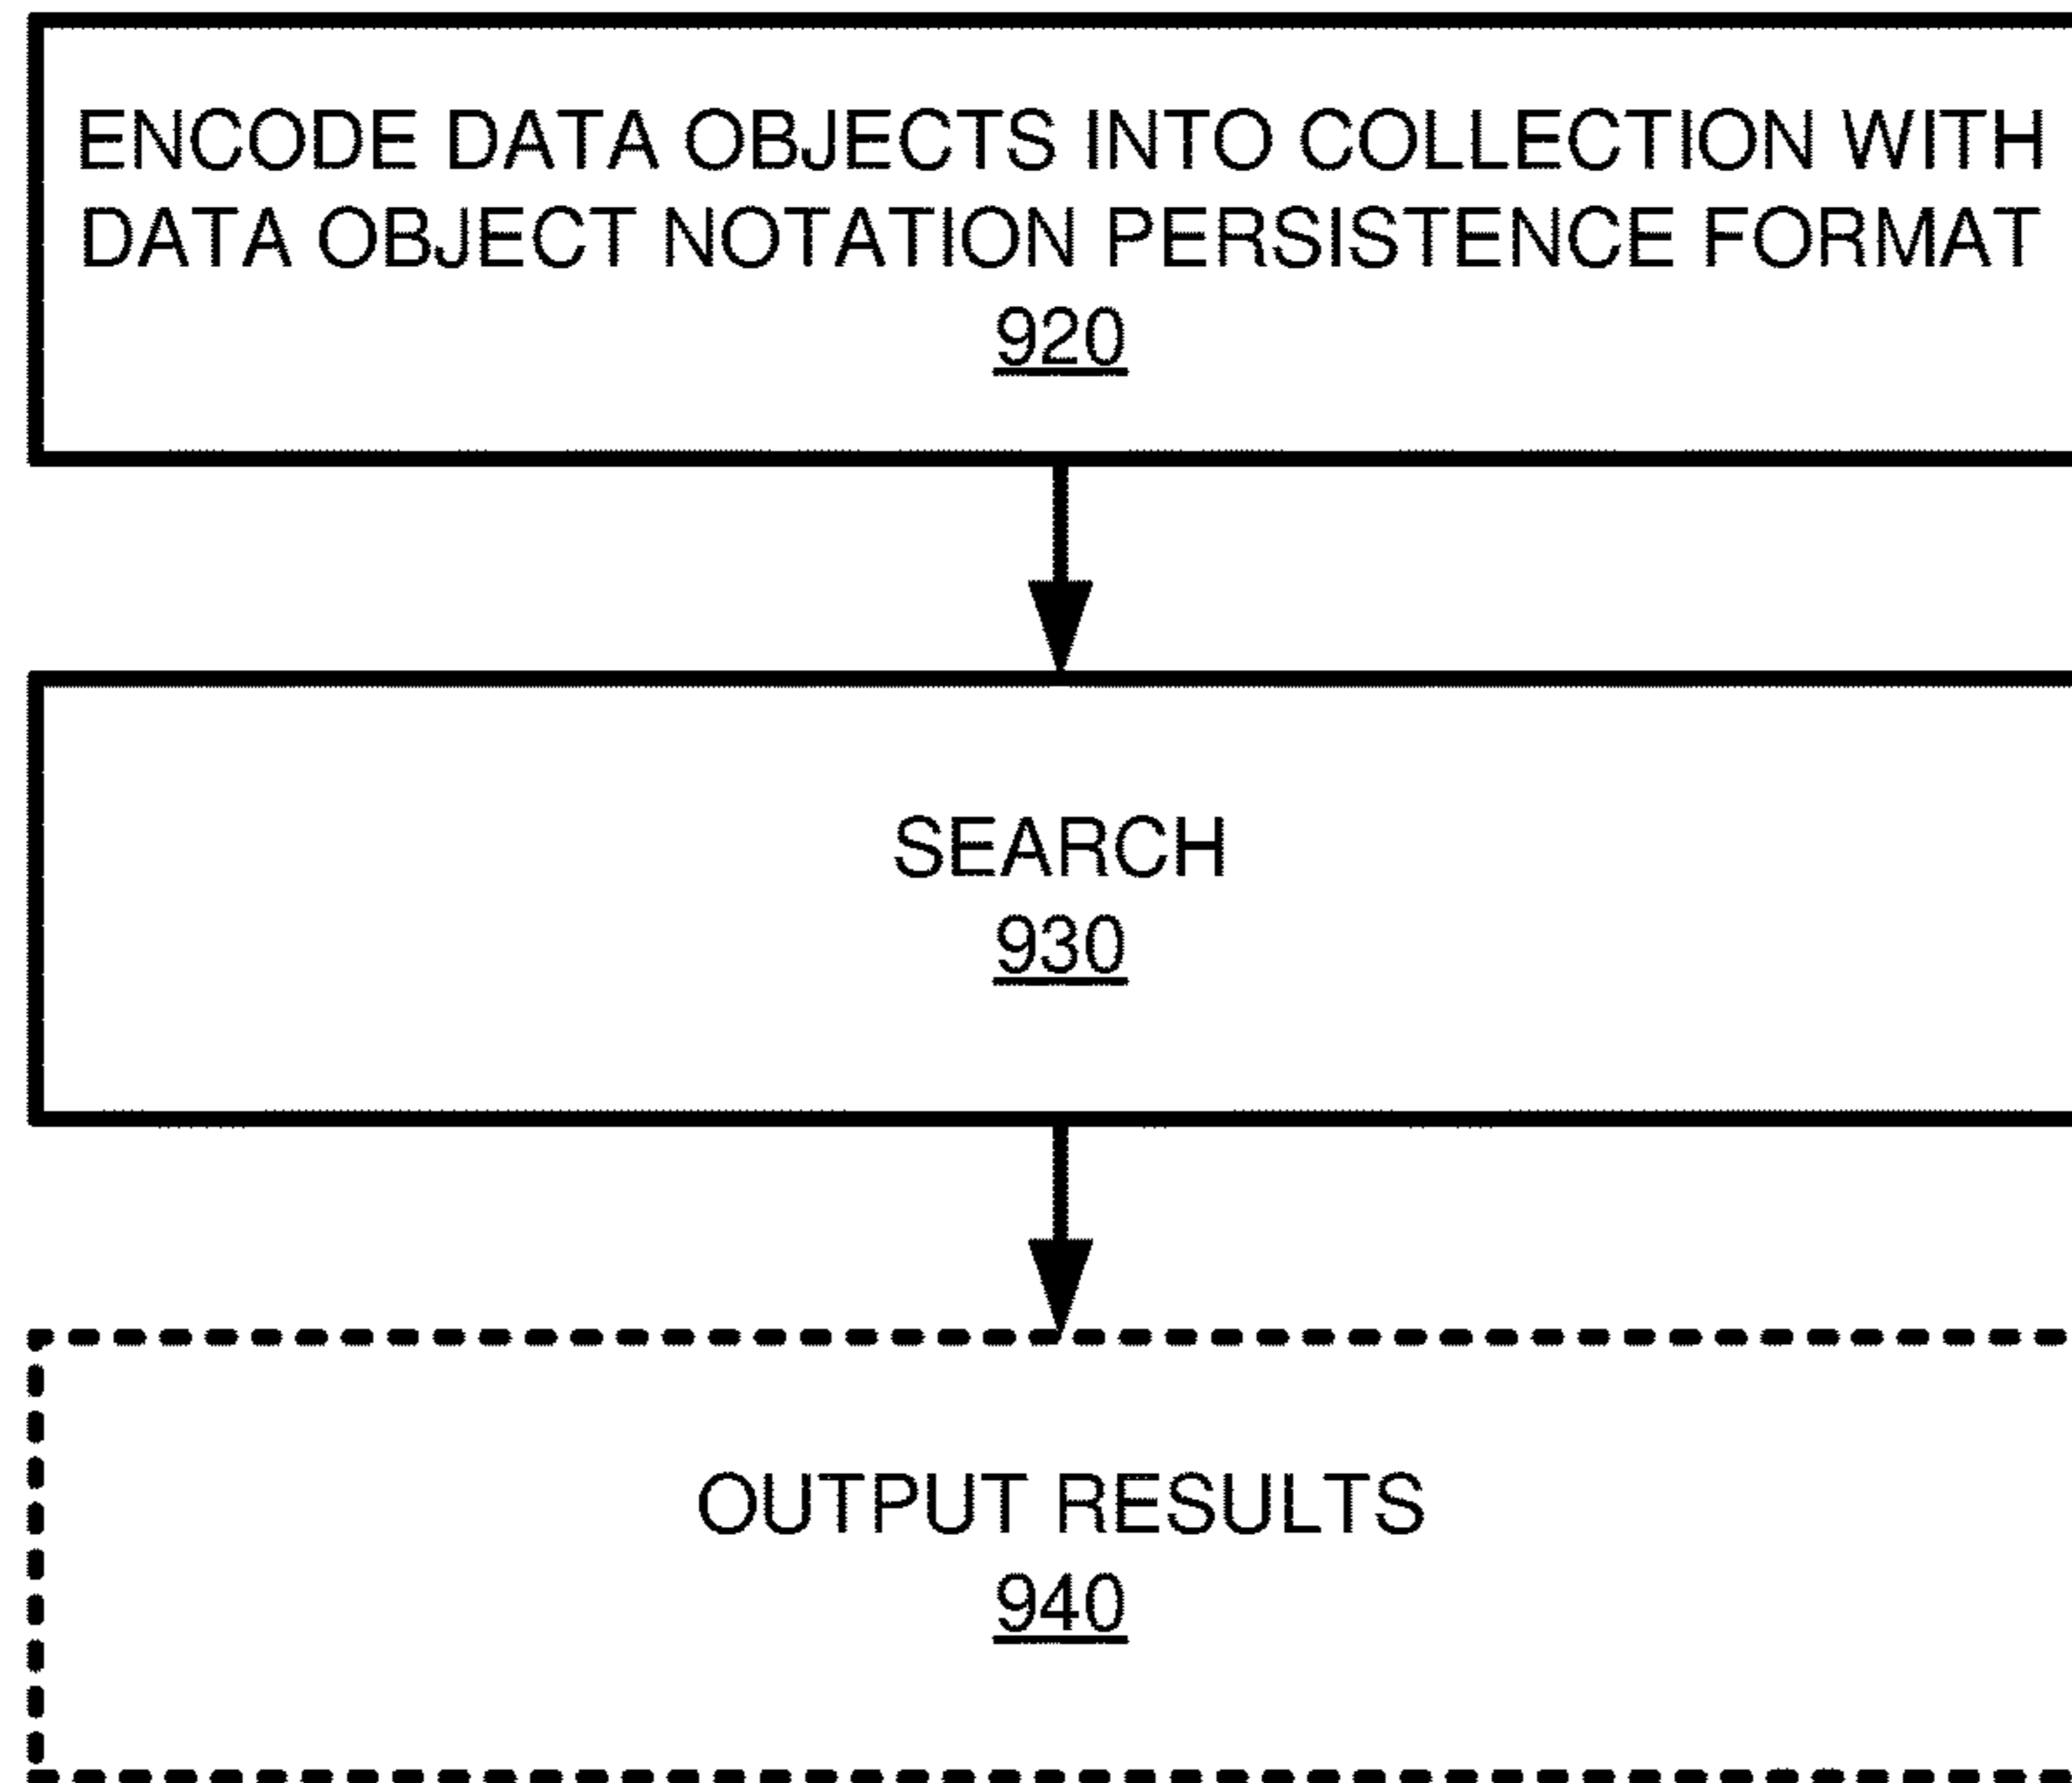 ENCODE DATA OBJECTS INTO COLLECTION WITH
DATA OBJECT NOTATION PERSISTENCE FORMAT
920
SEARCH
930
OUTPUT RESULTS
940